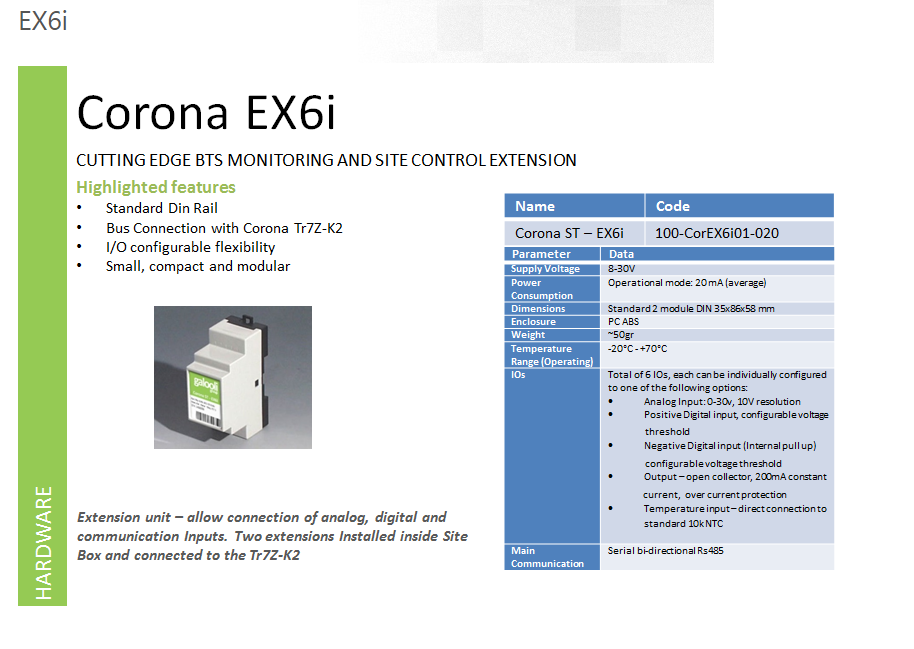 EX6i
Corona EX6i
CUTTING EDGE BTS MONITORING AND SITE CONTROL EXTENSION
Highlighted features
• Standard Din Rail
• Bus Connection with Corona Tr7Z-K2
• I/O configurable flexibility
• Small, compact and modular
galooli
Extension unit – allow connection of analog, digital and
communication Inputs. Two extensions Installed inside Site
Box and connected to the Tr7Z-K2
HARDWARE
Name Code
Corona ST – EX6i 100-CorEX6i01-020
Parameter Data
Supply Voltage 8-30V
Power Operational mode: 20 mA (average)
Consumption
Dimensions Standard 2 module DIN 35x86x58 mm
Enclosure PC ABS
Weight ~50gr
Temperature -20°C - +70°C
Range (Operating)
IOs Total of 6 IOs, each can be individually configured
to one of the following options:
• Analog Input: 0-30v, 10V resolution
• Positive Digital input, configurable voltage
threshold
• Negative Digital input (Internal pull up)
configurable voltage threshold
• Output – open collector, 200mA constant
current, over current protection
• Temperature input – direct connection to
standard 10k NTC
Main Serial bi-directional Rs485
Communication